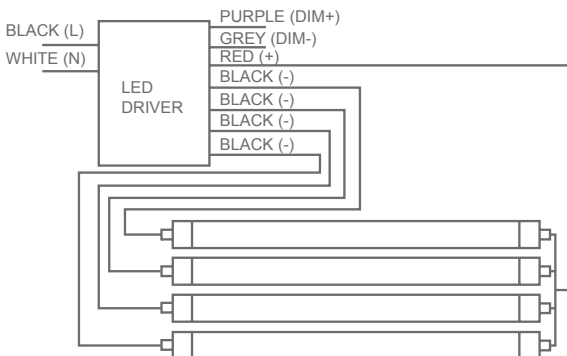 BLACK (L)
WHITE (N)
LED
DRIVER
PURPLE (DIM+)
GREY (DIM-)
RED (+)
BLACK (-)
BLACK (-)
BLACK (-)
BLACK (-)